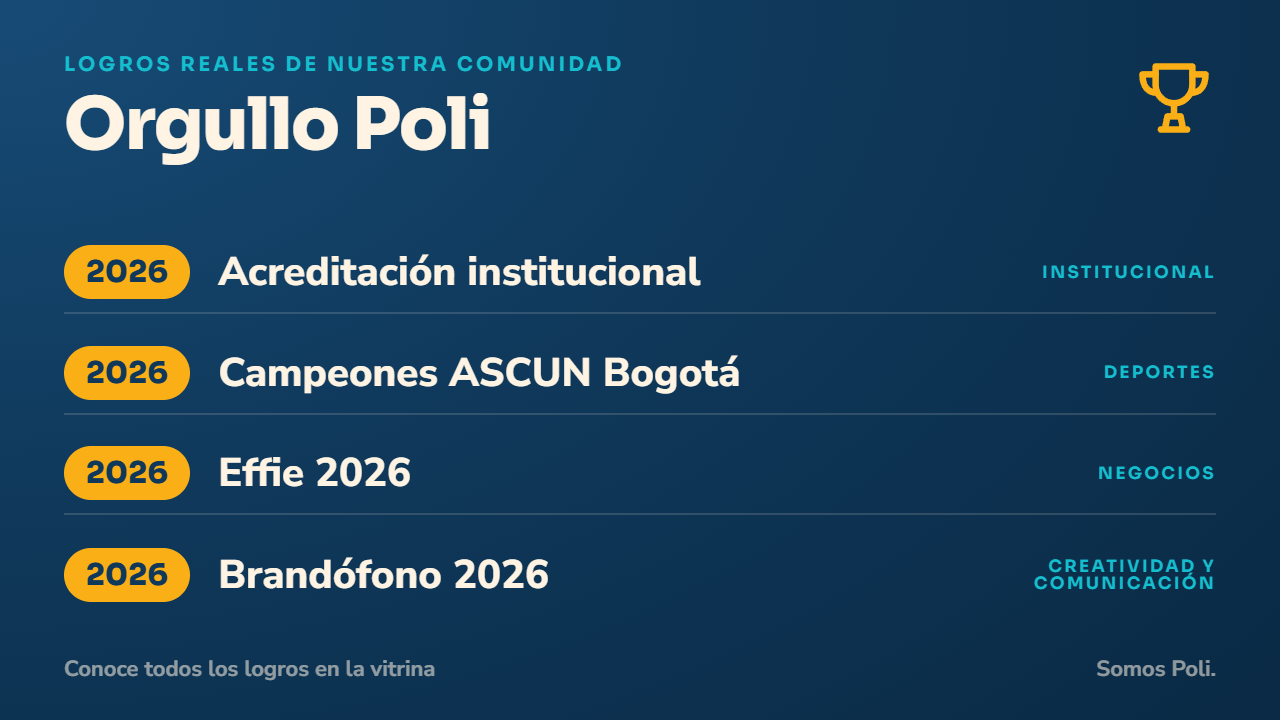 LOGROS REALES DE NUESTRA COMUNIDAD
Orgullo Poli
2026 Acreditación institucional INSTITUCIONAL
2026 Campeones ASCUN Bogotá DEPORTES
2026 Effie 2026 NEGOCIOS
2026 Brandófono 2026 CREATIVIDAD Y
COMUNICACIÓN
Conoce todos los logros en la vitrina Somos Poli.